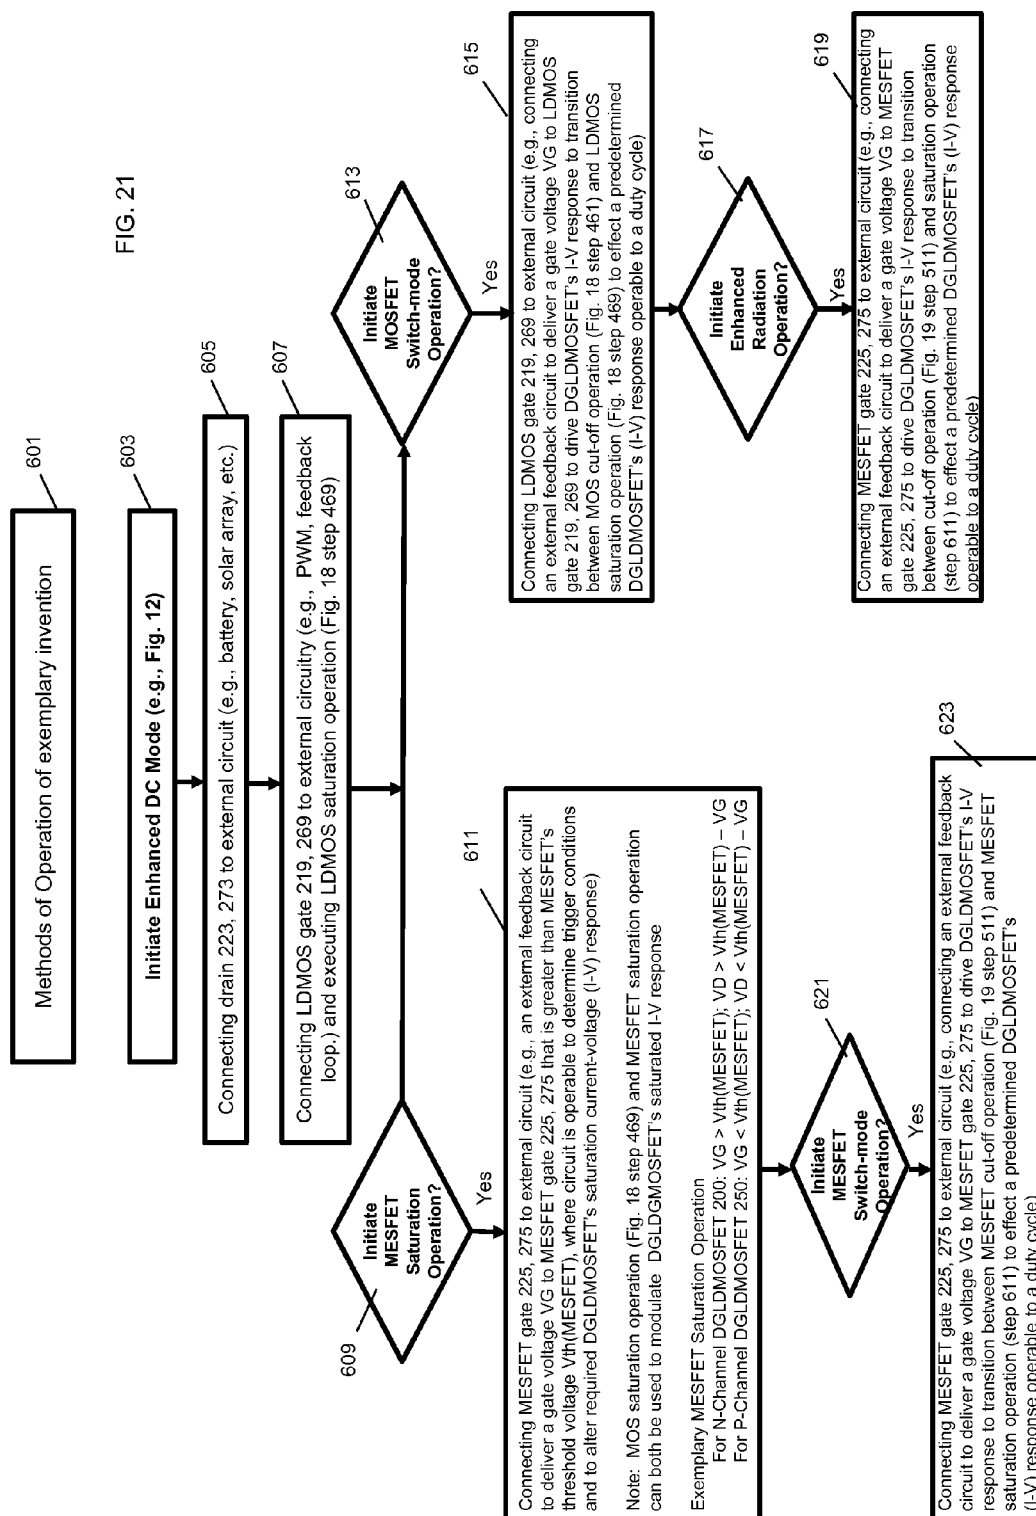 FIG. 21
Methods of Operation of exemplary invention
601
Initiate Enhanced DC Mode (e.g., Fig. 12)
603
Connecting drain 223, 273 to external circuit (e.g., battery, solar array, etc.)
605
Connecting LDMOS gate 219, 269 to external circuitry (e.g., PWM, feedback
loop.) and executing LDMOS saturation operation (Fig. 18 step 469)
607
Initiate
MESFET
Saturation
Operation?
609
Yes
Connecting MESFET gate 225, 275 to external circuit (e.g., an external feedback circuit
to deliver a gate voltage VG to MESFET gate 225, 275 that is greater than MESFET's
threshold voltage Vth(MESFET), where circuit is operable to determine trigger conditions
and to alter required DGLDMOSFET's saturation current-voltage (I-V) response)
Note: MOS saturation operation (Fig. 18 step 469) and MESFET saturation operation
can both be used to modulate DGLDGMOSFET's saturated I-V response
Exemplary MESFET Saturation Operation
For N-Channel DGLDMOSFET 200: VG > Vth(MESFET); VD > Vth(MESFET) – VG
For P-Channel DGLDMOSFET 250: VG < Vth(MESFET); VD < Vth(MESFET) – VG
611
Initiate
MESFET
Switch-mode
Operation?
621
Yes
Connecting MESFET gate 225, 275 to external circuit (e.g., connecting an external feedback
circuit to deliver a gate voltage VG to MESFET gate 225, 275 to drive DGLDMOSFET's I-V
response to transition between MESFET cut-off operation (Fig. 19 step 511) and MESFET
saturation operation (step 611) to effect a predetermined DGLDMOSFET's
(I-V) response operable to a duty cycle)
623
Initiate
MOSFET
Switch-mode
Operation?
613
Yes
Connecting LDMOS gate 219, 269 to external circuit (e.g., connecting
an external feedback circuit to deliver a gate voltage VG to LDMOS
gate 219, 269 to drive DGLDMOSFET's I-V response to transition
between MOS cut-off operation (Fig. 18 step 461) and LDMOS
saturation operation (Fig. 18 step 469) to effect a predetermined
DGLDMOSFET's (I-V) response operable to a duty cycle)
615
Initiate
Enhanced
Radiation
Operation?
617
Yes
Connecting MESFET gate 225, 275 to external circuit (e.g., connecting
an external feedback circuit to deliver a gate voltage VG to MESFET
gate 225, 275 to drive DGLDMOSFET's I-V response to transition
between cut-off operation (Fig. 19 step 511) and saturation operation
(step 611) to effect a predetermined DGLDMOSFET's (I-V) response
operable to a duty cycle)
619